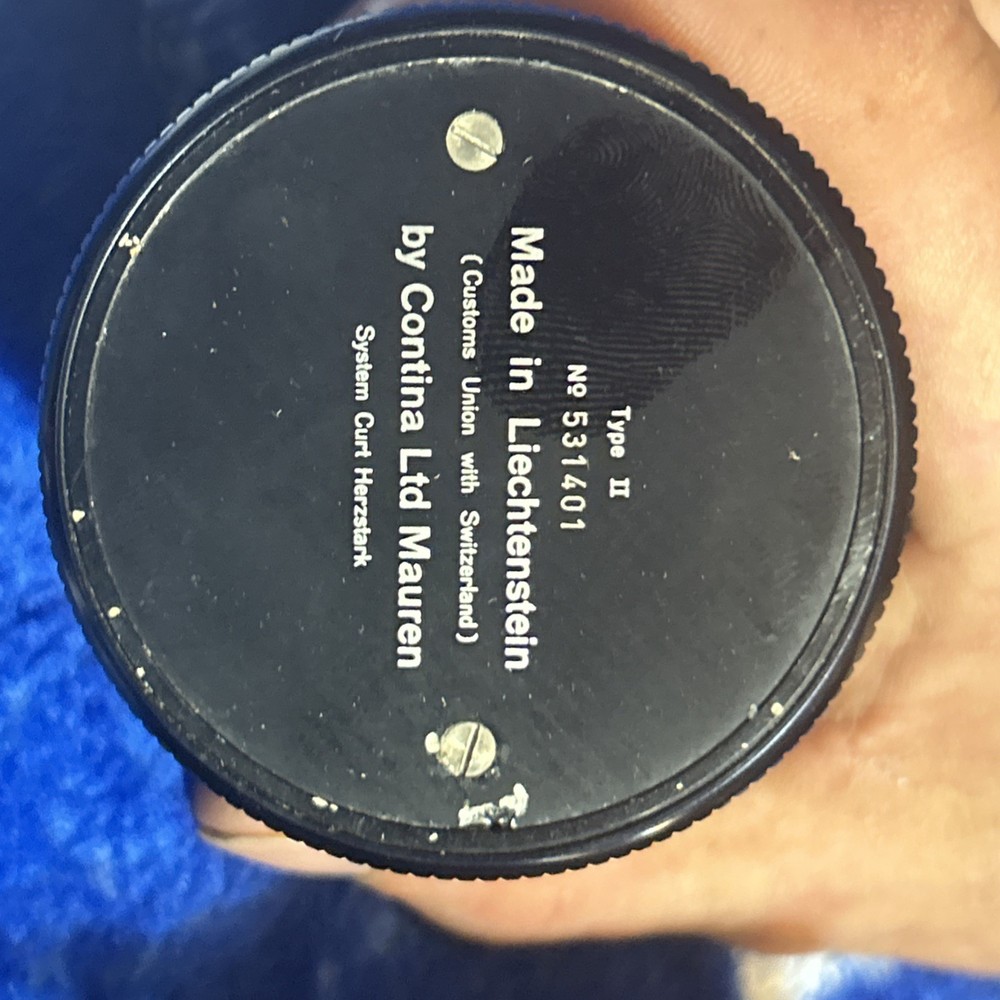 Type II
Nº 531401
Made in Liechtenstein
(Customs Union with Switzerland)
by Contina Ltd Mauren
System Curt Herzstark